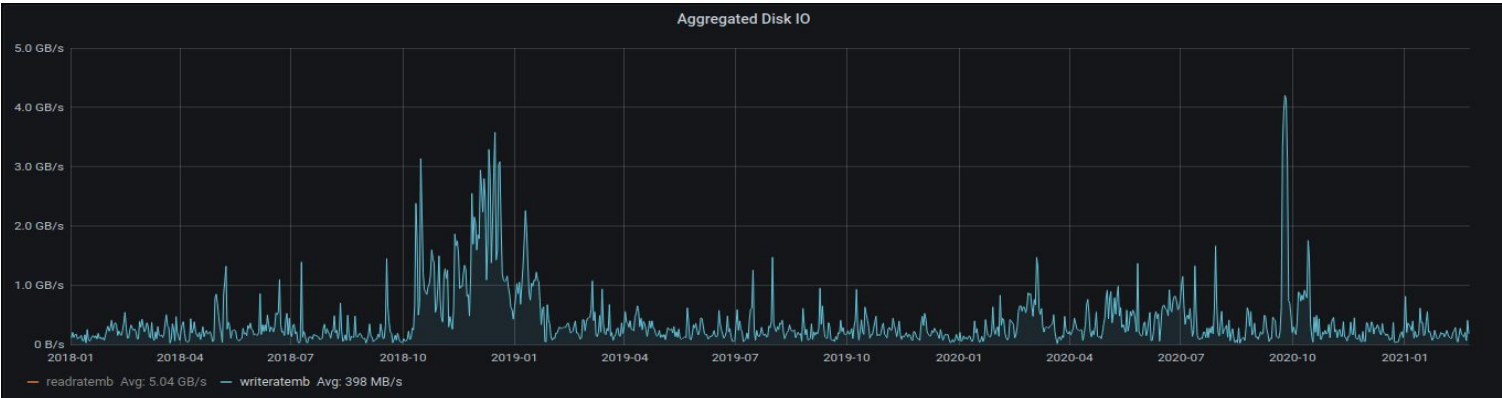 Aggregated Disk IO
5.0 GB/s
4.0 GB/s
3.0 GB/s
2.0 GB/s
1.0 GB/s
0 B/s
2018-01 2018-04 2018-07 2018-10 2019-01 2019-04 2019-07 2019-10 2020-01 2020-04 2020-07 2020-10 2021-01
readratemb Avg: 5.04 GB/s writeratemb Avg: 398 MB/s